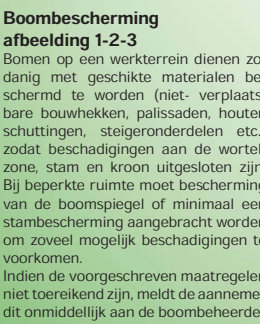 Boombescherming
afbeelding 1-2-3
Bomen op een werkterrein dienen zo
danig met geschikte materialen be
schermd te worden (niet- verplaats
bare bouwhekken, palissaden, houten
schuttingen, steigeronderdelen etc.
zodat beschadigingen aan de wortel
zone, stam en kroon uitgesloten zijn
Bij beperkte ruimte moet bescherming
van de boomspiegel of minimaal een
stambescherming aangebracht worden
om zoveel mogelijk beschadigingen te
voorkomen.
Indien de voorgeschreven maatregelen
niet toereikend zijn, meldt de aanneme
dit onmiddellijk aan de boombeheerde